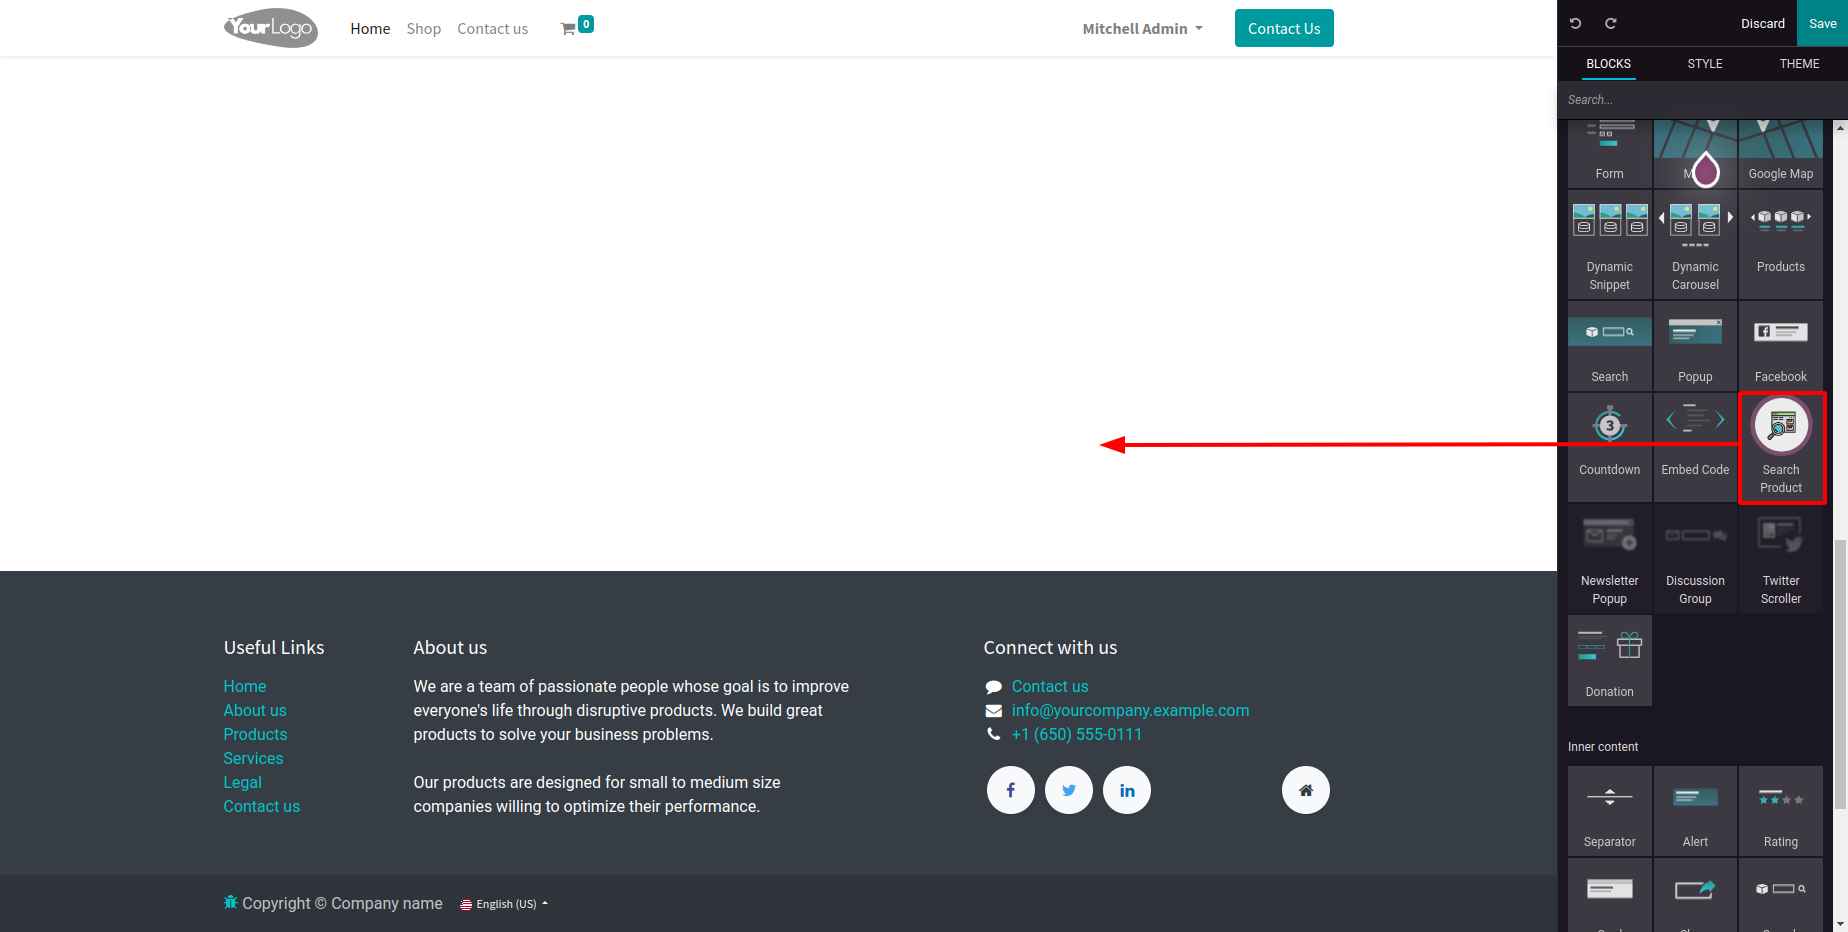 YourLogo
Home Shop Contact us 0
Mitchell Admin
Contact Us
Discard Save
BLOCKS STYLE THEME
Search...
Form
Google Map
Dynamic Snippet
Dynamic Carousel
Products
Search
Popup
Facebook
3
Countdown
Embed Code
Search Product
Newsletter Popup
Discussion Group
Twitter Scroller
Donation
Inner content
Separator
Alert
Rating
Useful Links
Home
About us
Products
Services
Legal
Contact us
About us
We are a team of passionate people whose goal is to improve
everyone's life through disruptive products. We build great
products to solve your business problems.
Our products are designed for small to medium size
companies willing to optimize their performance.
Connect with us
Contact us
info@yourcompany.example.com
+1 (650) 555-0111
Copyright © Company name English (US)